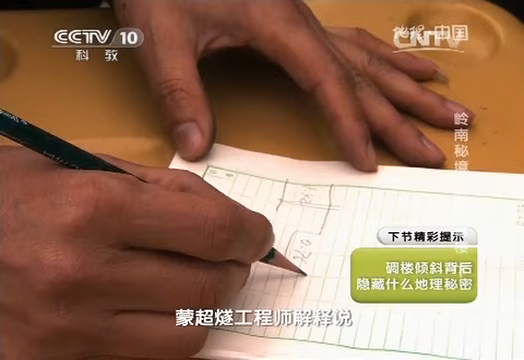 CCTV 10
科教
中国
CNTV
岭南秘境
下节精彩提示
碉楼倾斜背后
隐藏什么地理秘密
蒙超燧工程师解释说